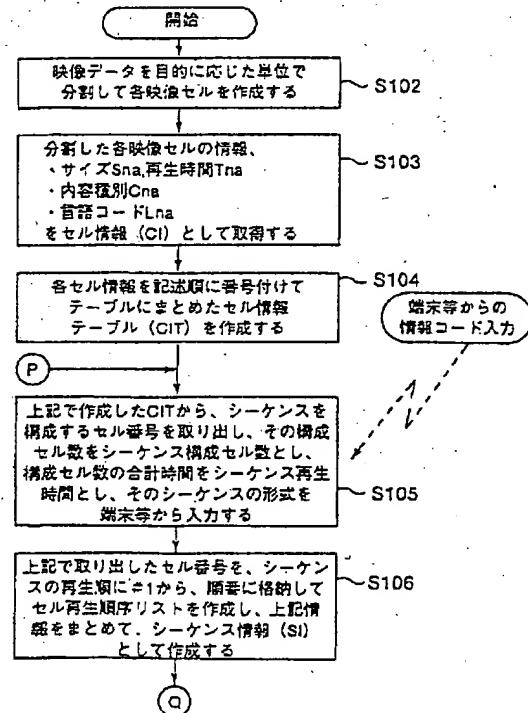 開始
映像データを目的に応じた単位で
分割して各映像セルを作成する
S102
分割した各映像セルの情報、
・サイズSna,再生時間Tna
・内容種別Cna
・言語コードLna
をセル情報（CI）として取得する
S103
各セル情報を記述順に番号付けて
テーブルにまとめたセル情報
テーブル（CIT）を作成する
S104
端末等からの
情報コード入力
P
上記で作成したCITから、シーケンスを
構成するセル番号を取り出し、その構成
セル数をシーケンス構成セル数とし、
構成セル数の合計時間をシーケンス再生
時間とし、そのシーケンスの形式を
端末等から入力する
S105
上記で取り出したセル番号を、シーケン
スの再生順に#1から、順番に格納して
セル再生順序リストを作成し、上記情
報をまとめて、シーケンス情報（SI）
として作成する
S106
Q